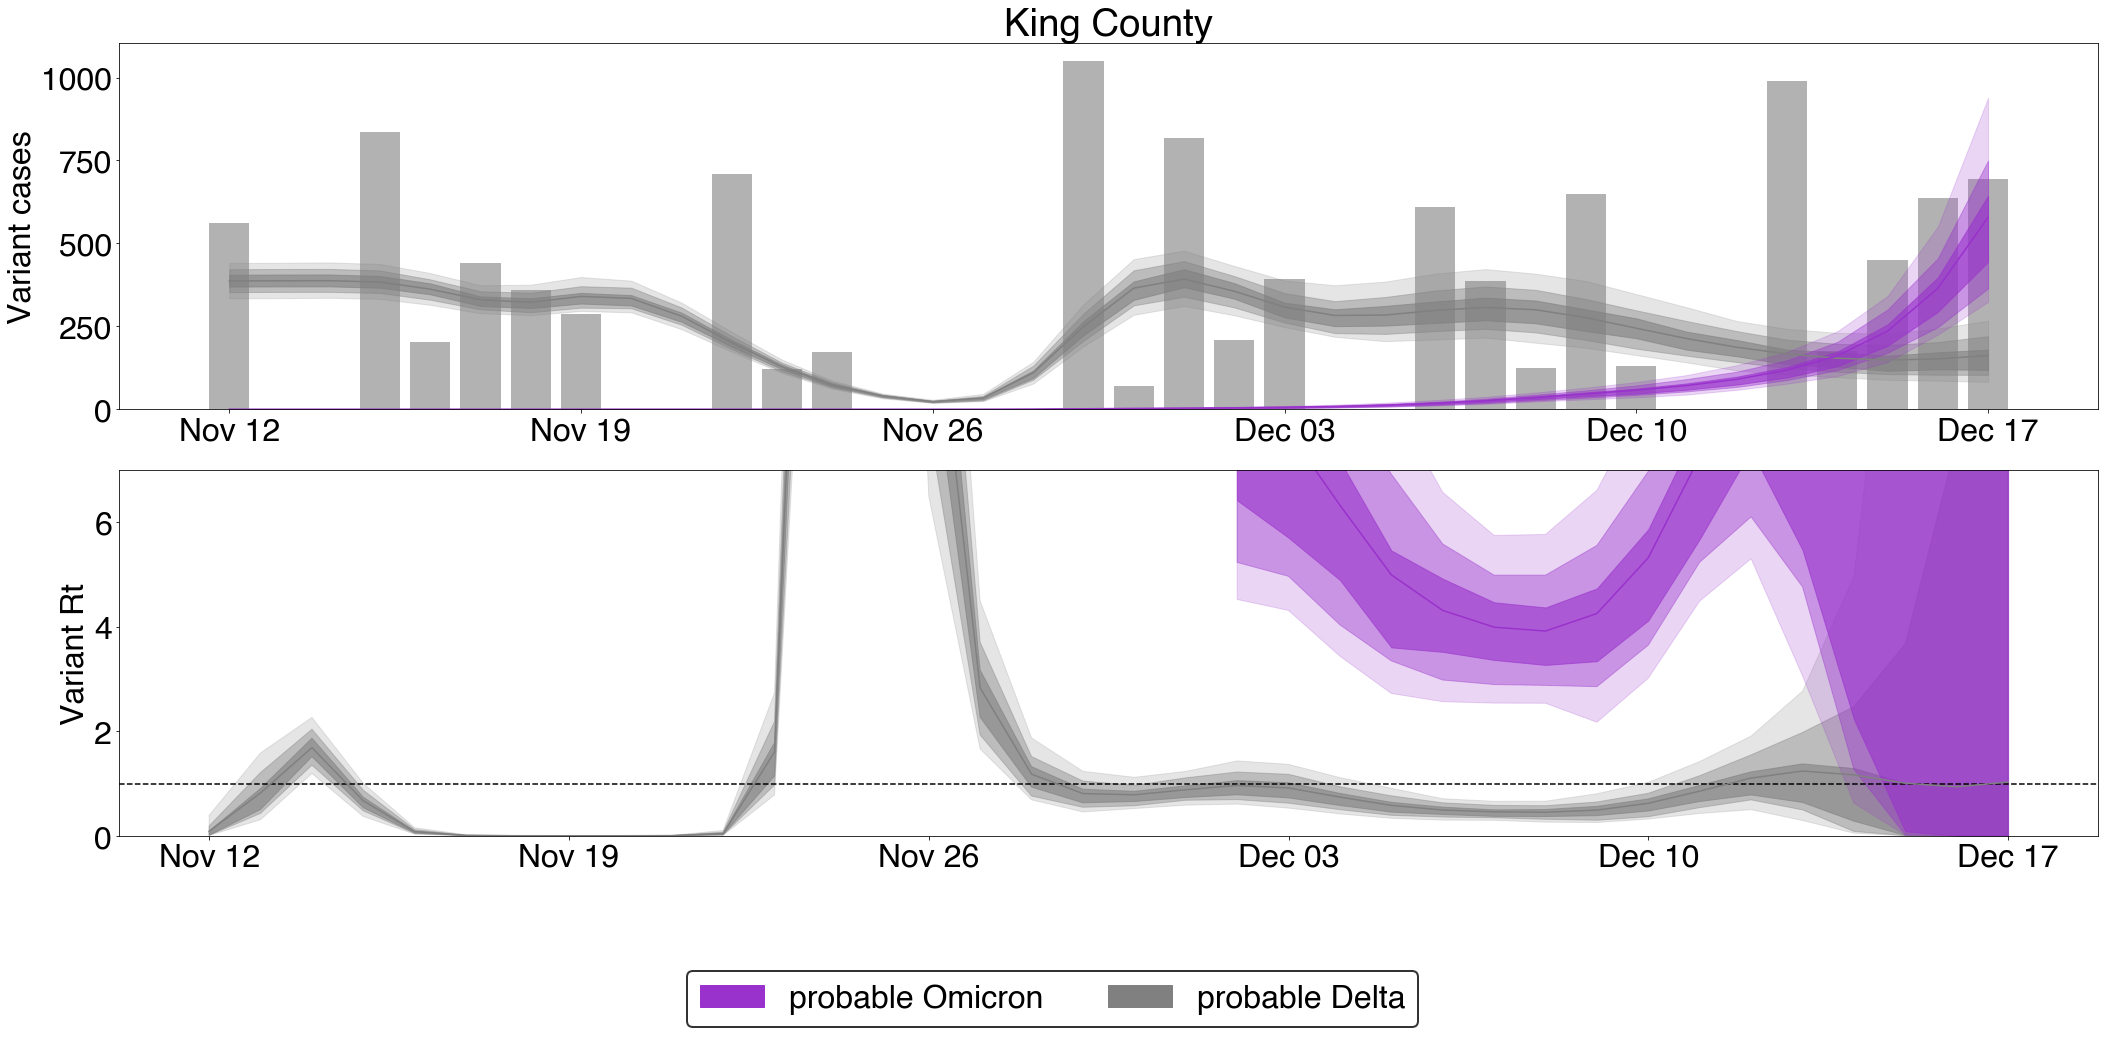 King County
Variant cases
1000
750
500
250
0
Nov 12 Nov 19 Nov 26 Dec 03 Dec 10 Dec 17
Variant Rt
6
4
2
0
Nov 12 Nov 19 Nov 26 Dec 03 Dec 10 Dec 17
probable Omicron probable Delta